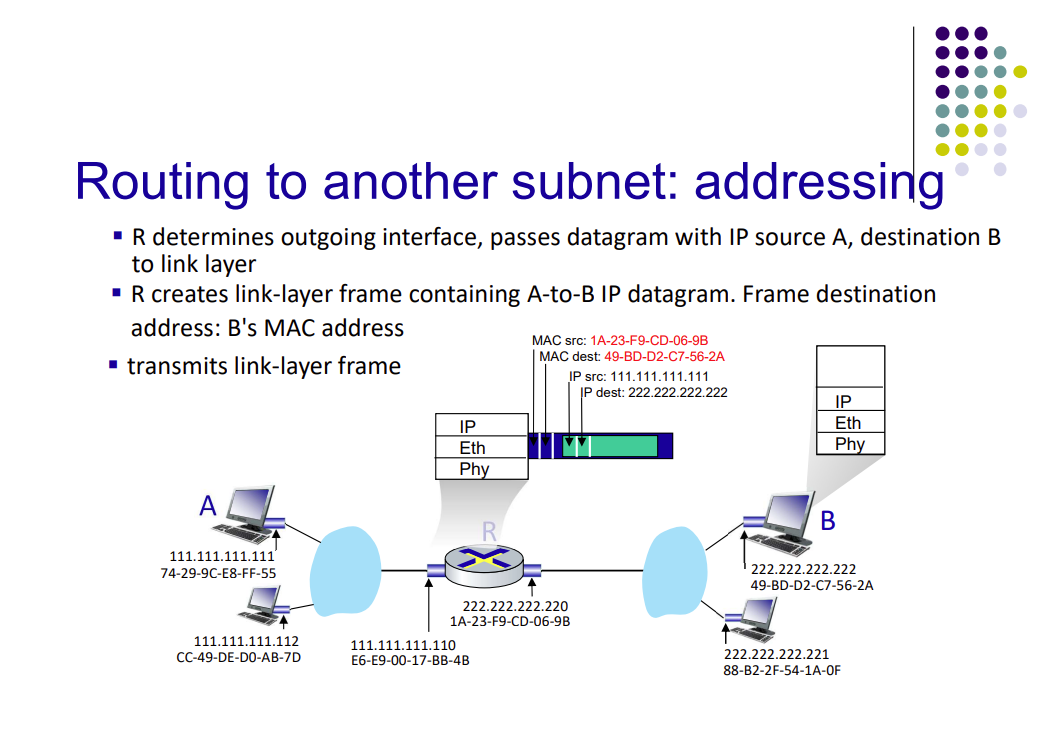 Routing to another subnet: addressing
▪ R determines outgoing interface, passes datagram with IP source A, destination B
to link layer
▪ R creates link-layer frame containing A-to-B IP datagram. Frame destination
address: B's MAC address
▪ transmits link-layer frame
MAC src: 1A-23-F9-CD-06-9B
MAC dest: 49-BD-D2-C7-56-2A
IP src: 111.111.111.111
IP dest: 222.222.222.222
IP
Eth
Phy
IP
Eth
Phy
A
111.111.111.111
74-29-9C-E8-FF-55
111.111.111.112
CC-49-DE-D0-AB-7D
R
111.111.111.110
E6-E9-00-17-BB-4B
222.222.222.220
1A-23-F9-CD-06-9B
B
222.222.222.222
49-BD-D2-C7-56-2A
222.222.222.221
88-B2-2F-54-1A-0F